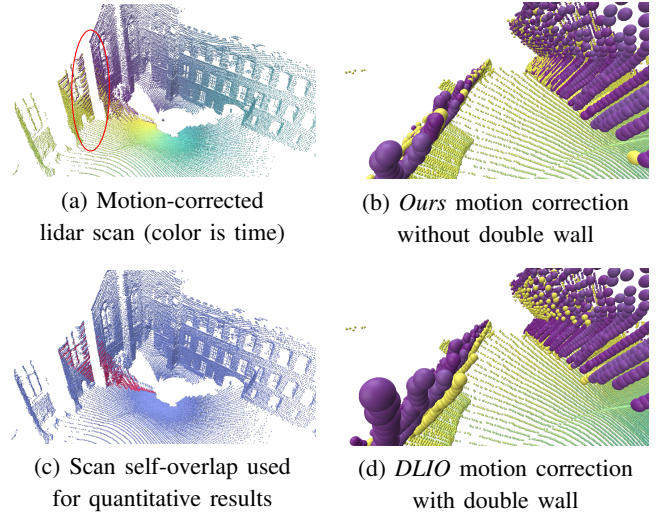 (a) Motion-corrected
lidar scan (color is time)
(b) Ours motion correction
without double wall
(c) Scan self-overlap used
for quantitative results
(d) DLIO motion correction
with double wall